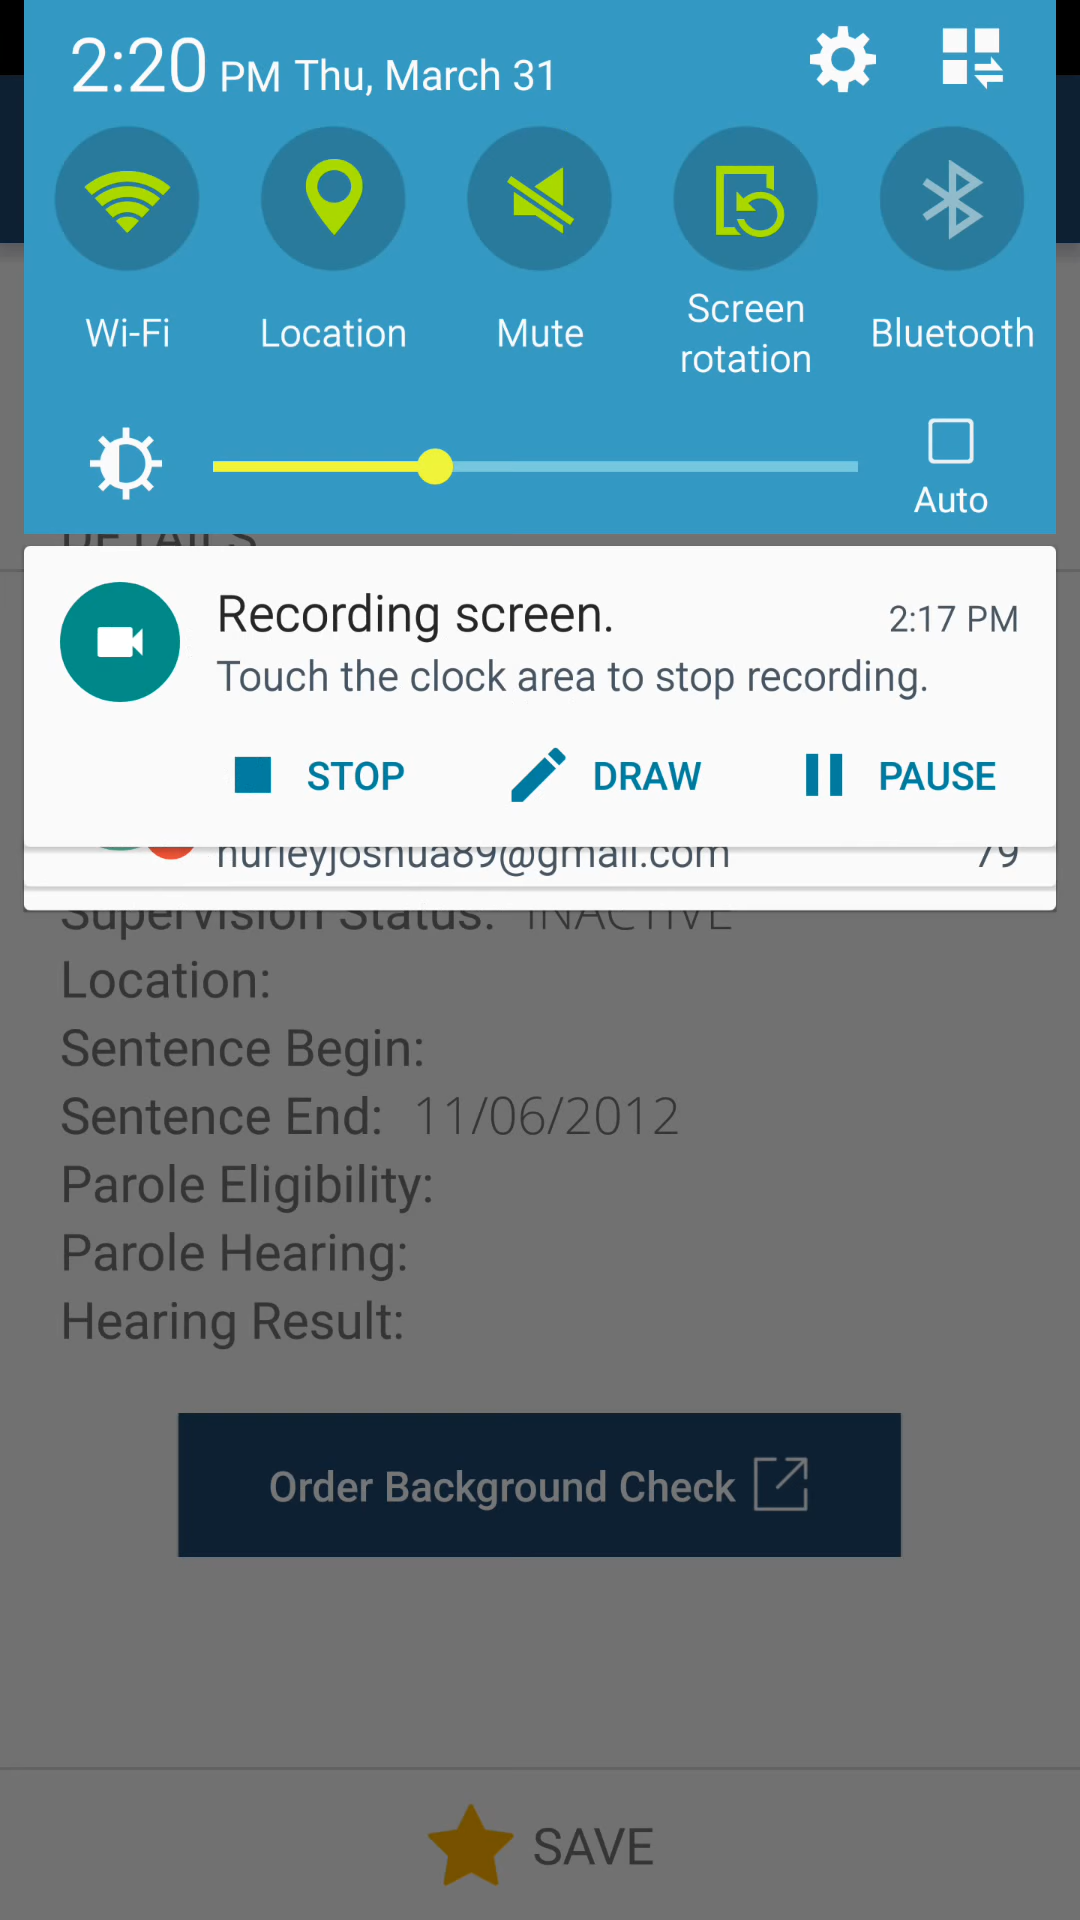 2:20 PM Thu, March 31
Wi-Fi
Location
Mute
Screen rotation
Bluetooth
Auto
DETAILS
Recording screen. 2:17 PM
Touch the clock area to stop recording.
STOP DRAW PAUSE
hurleyjoshua89@gmail.com 79
Supervision Status: INACTIVE
Location:
Sentence Begin:
Sentence End: 11/06/2012
Parole Eligibility:
Parole Hearing:
Hearing Result:
Order Background Check
SAVE